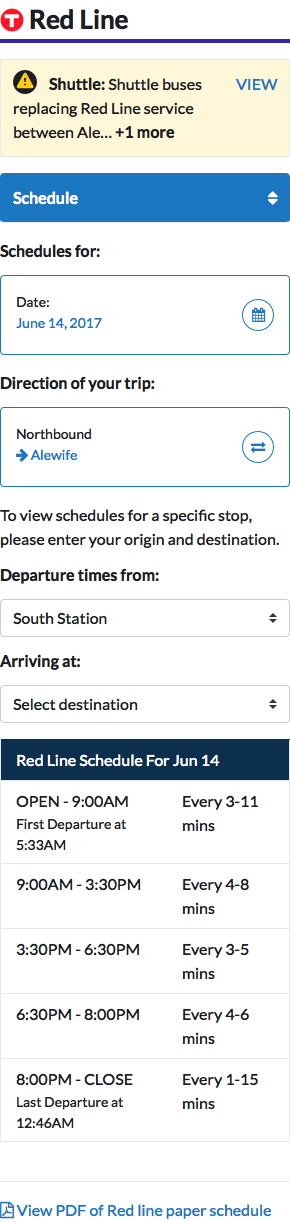 T Red Line
Shuttle: Shuttle buses VIEW
replacing Red Line service
between Ale... +1 more
Schedule
Schedules for:
Date:
June 14, 2017
Direction of your trip:
Northbound
Alewife
To view schedules for a specific stop,
please enter your origin and destination.
Departure times from:
South Station
Arriving at:
Select destination
Red Line Schedule For Jun 14
OPEN - 9:00AM Every 3-11
First Departure at mins
5:33AM
9:00AM - 3:30PM Every 4-8
mins
3:30PM - 6:30PM Every 3-5
mins
6:30PM - 8:00PM Every 4-6
mins
8:00PM - CLOSE Every 1-15
Last Departure at mins
12:46AM
View PDF of Red line paper schedule